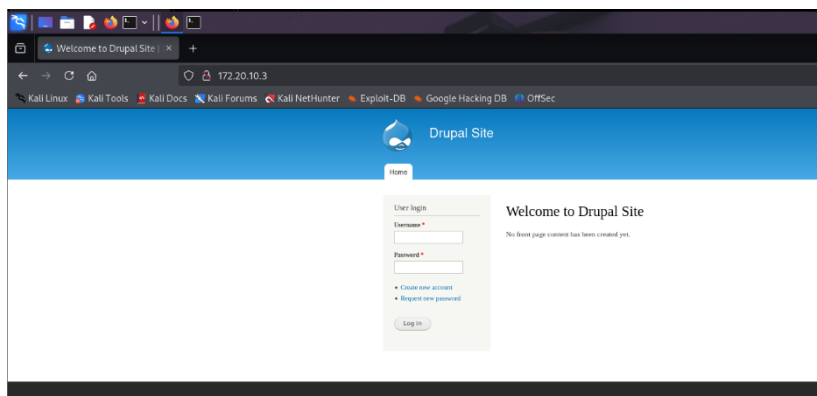 Welcome to Drupal Site |
172.20.10.3
Kali Linux Kali Tools Kali Docs Kali Forums Kali NetHunter Exploit-DB Google Hacking DB OffSec
Drupal Site
Home
User login
Username *
Password *
Create new account
Request new password
Log in
Welcome to Drupal Site
No front page content has been created yet.